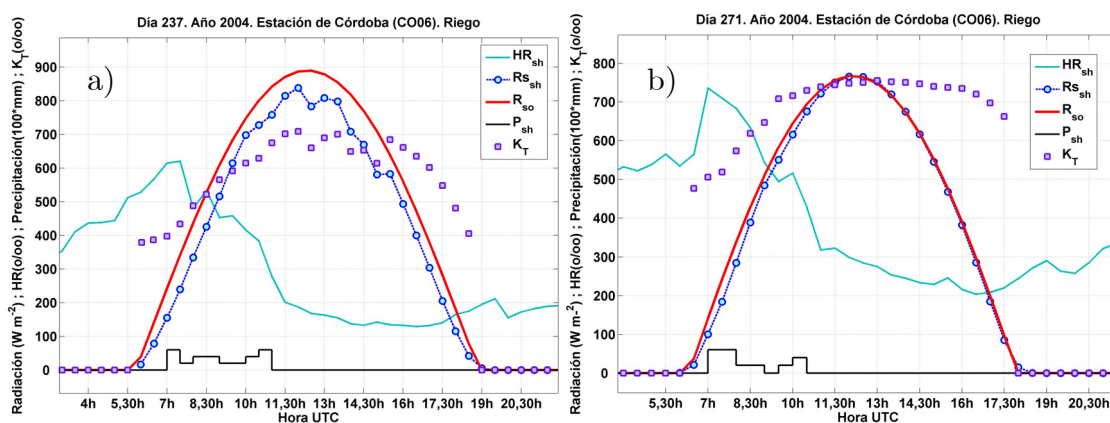 Día 237. Año 2004. Estación de Córdoba (CO06). Riego
a)
Radiación (W m-2) ; HR(o/oo) ; Precipitación(100*mm) ; KT(o/oo)
900
800
700
600
500
400
300
200
100
0
HRsh
Rssh
Rso
Psh
KT
4h 5,30h 7h 8,30h 10h 11,30h 13h 14,30h 16h 17,30h 19h 20,30h
Hora UTC
Día 271. Año 2004. Estación de Córdoba (CO06). Riego
b)
Radiación (W m-2) ; HR(o/oo) ; Precipitación(100*mm) ; KT(o/oo)
800
700
600
500
400
300
200
100
0
HRsh
Rssh
Rso
Psh
KT
5,30h 7h 8,30h 10h 11,30h 13h 14,30h 16h 17,30h 19h 20,30h
Hora UTC